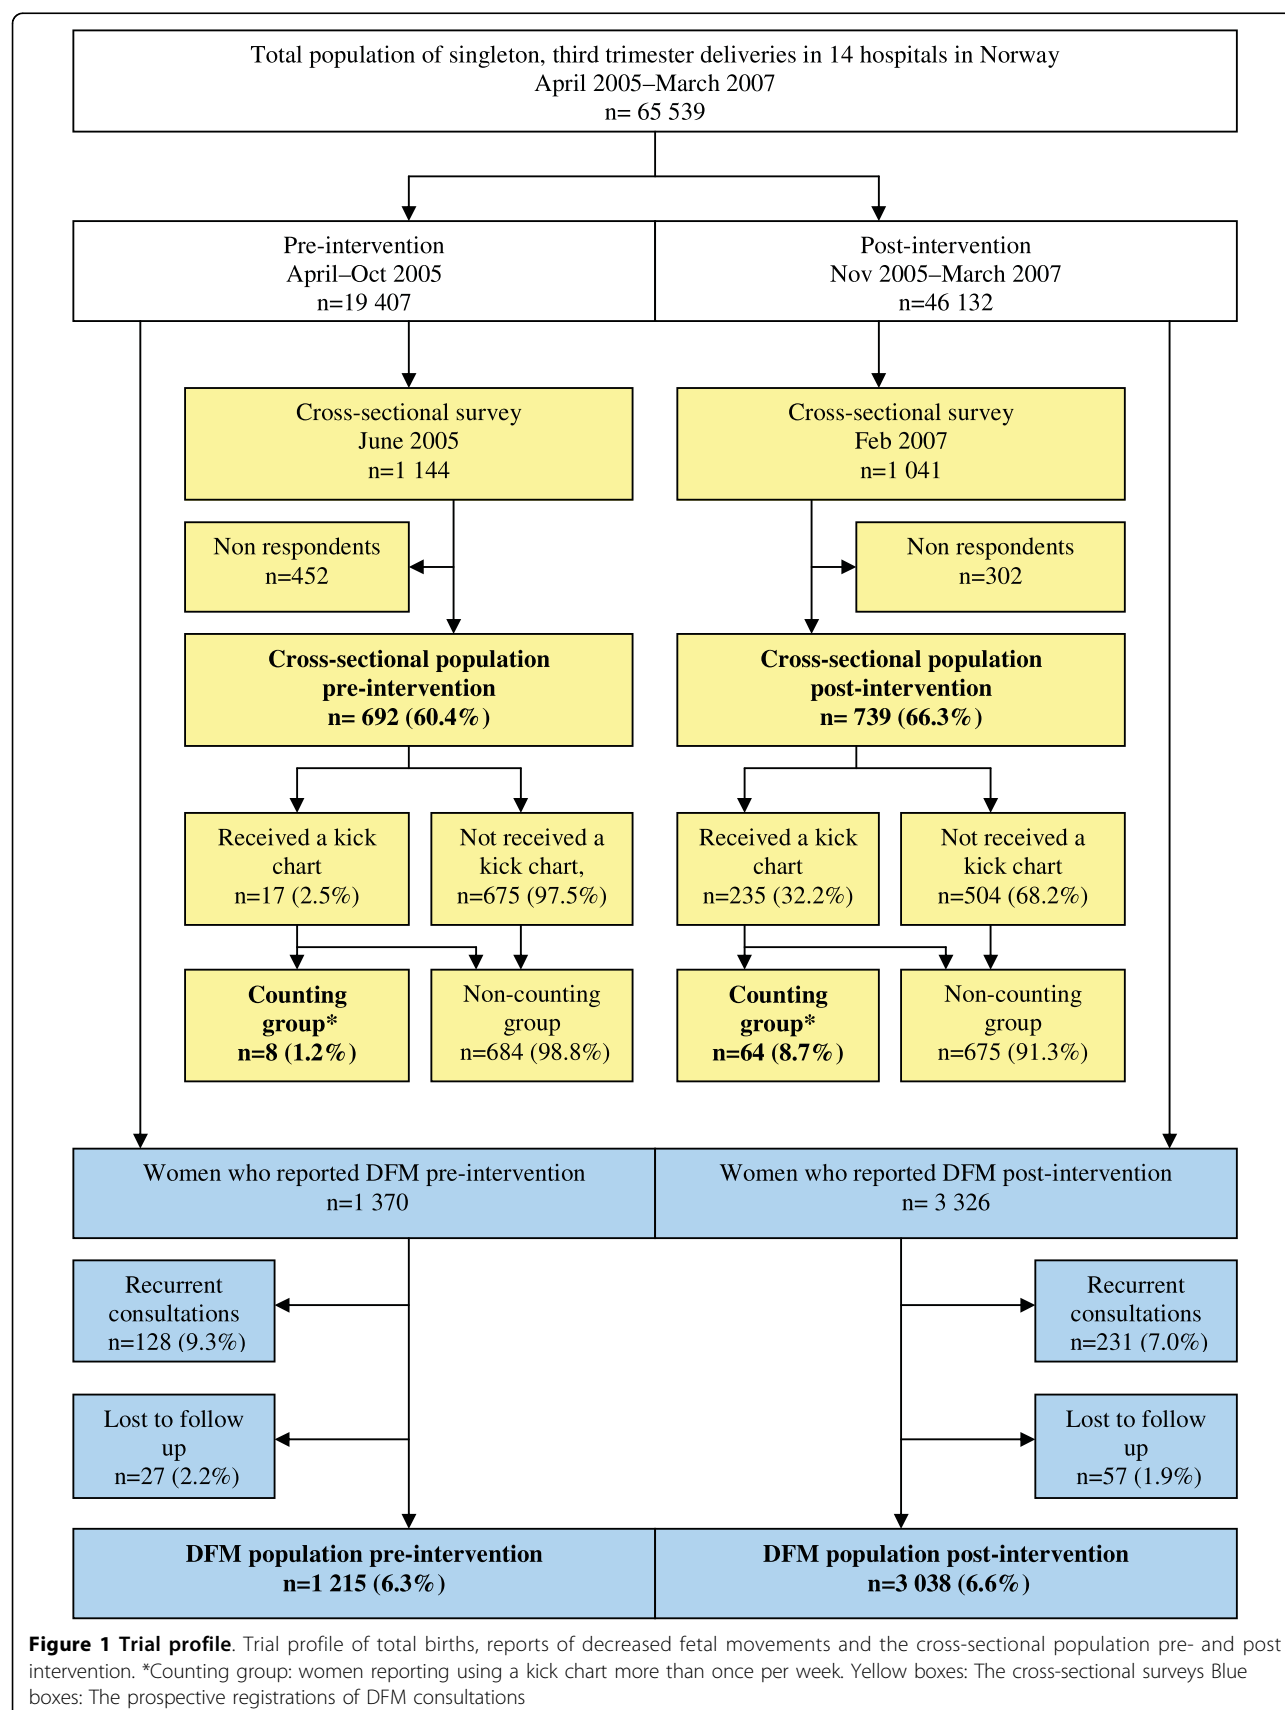 Total population of singleton, third trimester deliveries in 14 hospitals in Norway
April 2005–March 2007
n= 65 539
Pre-intervention
April–Oct 2005
n=19 407
Post-intervention
Nov 2005–March 2007
n=46 132
Cross-sectional survey
June 2005
n=1 144
Cross-sectional survey
Feb 2007
n=1 041
Non respondents
n=452
Non respondents
n=302
Cross-sectional population
pre-intervention
n= 692 (60.4%)
Cross-sectional population
post-intervention
n= 739 (66.3%)
Received a kick
chart
n=17 (2.5%)
Not received a
kick chart,
n=675 (97.5%)
Received a kick
chart
n=235 (32.2%)
Not received a
kick chart
n=504 (68.2%)
Counting
group*
n=8 (1.2%)
Non-counting
group
n=684 (98.8%)
Counting
group*
n=64 (8.7%)
Non-counting
group
n=675 (91.3%)
Women who reported DFM pre-intervention
n=1 370
Women who reported DFM post-intervention
n= 3 326
Recurrent
consultations
n=128 (9.3%)
Recurrent
consultations
n=231 (7.0%)
Lost to follow
up
n=27 (2.2%)
Lost to follow
up
n=57 (1.9%)
DFM population pre-intervention
n=1 215 (6.3%)
DFM population post-intervention
n=3 038 (6.6%)
Figure 1 Trial profile. Trial profile of total births, reports of decreased fetal movements and the cross-sectional population pre- and post
intervention. *Counting group: women reporting using a kick chart more than once per week. Yellow boxes: The cross-sectional surveys Blue
boxes: The prospective registrations of DFM consultations